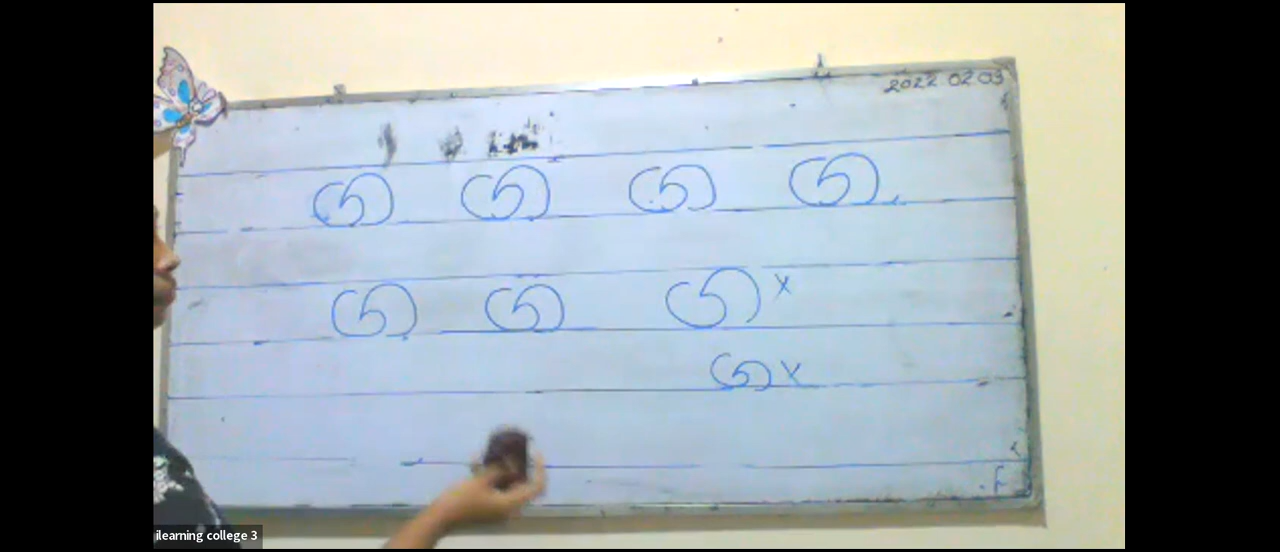 2022 02 03
ග ග ග ග
ග ග ග x
ග x
ilearning college 3